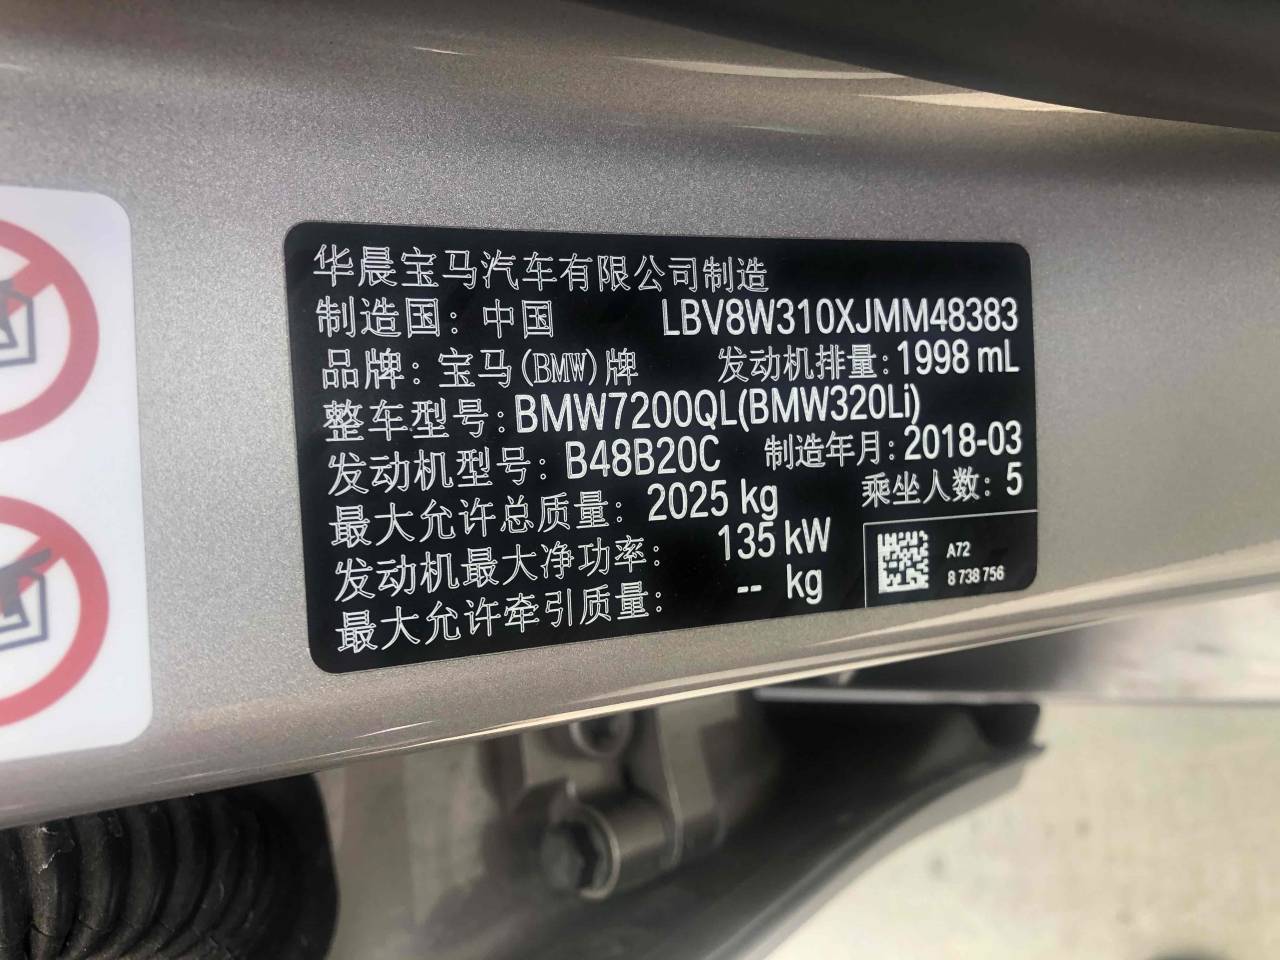 华晨宝马汽车有限公司制造
制造国：中国 LBV8W310XJMM48383
品牌：宝马(BMW)牌 发动机排量：1998 mL
整车型号：BMW7200QL(BMW320Li)
发动机型号：B48B20C 制造年月：2018-03
最大允许总质量：2025 kg 乘坐人数：5
发动机最大净功率：135 kW
最大允许牵引质量：-- kg
A72
8 738 756